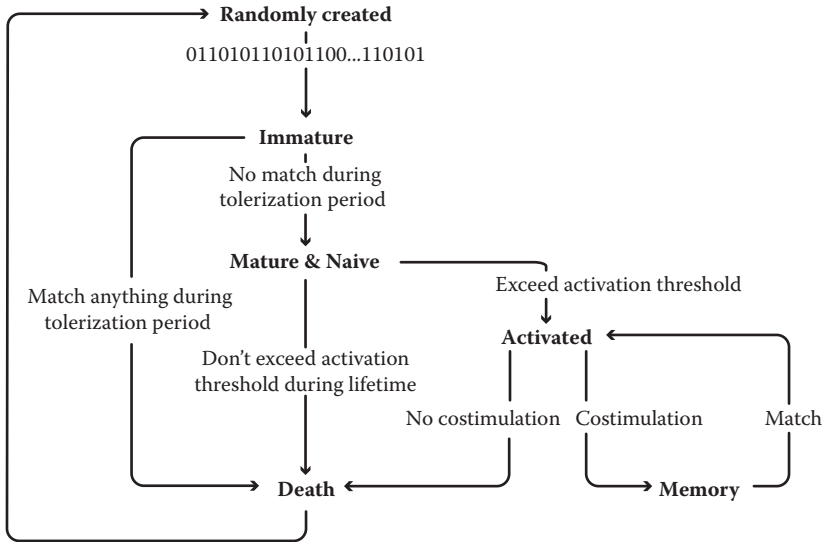 Randomly created
011010110101100...110101
Immature
No match during
tolerization period
Mature & Naive
Exceed activation threshold
Match anything during
tolerization period
Activated
Don't exceed activation
threshold during lifetime
No costimulation
Costimulation
Match
Death
Memory